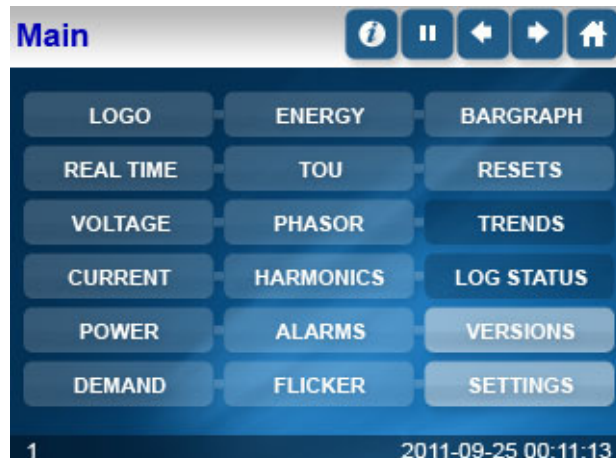 Main
LOGO ENERGY BARGRAPH
REAL TIME TOU RESETS
VOLTAGE PHASOR TRENDS
CURRENT HARMONICS LOG STATUS
POWER ALARMS VERSIONS
DEMAND FLICKER SETTINGS
1 2011-09-25 00:11:13